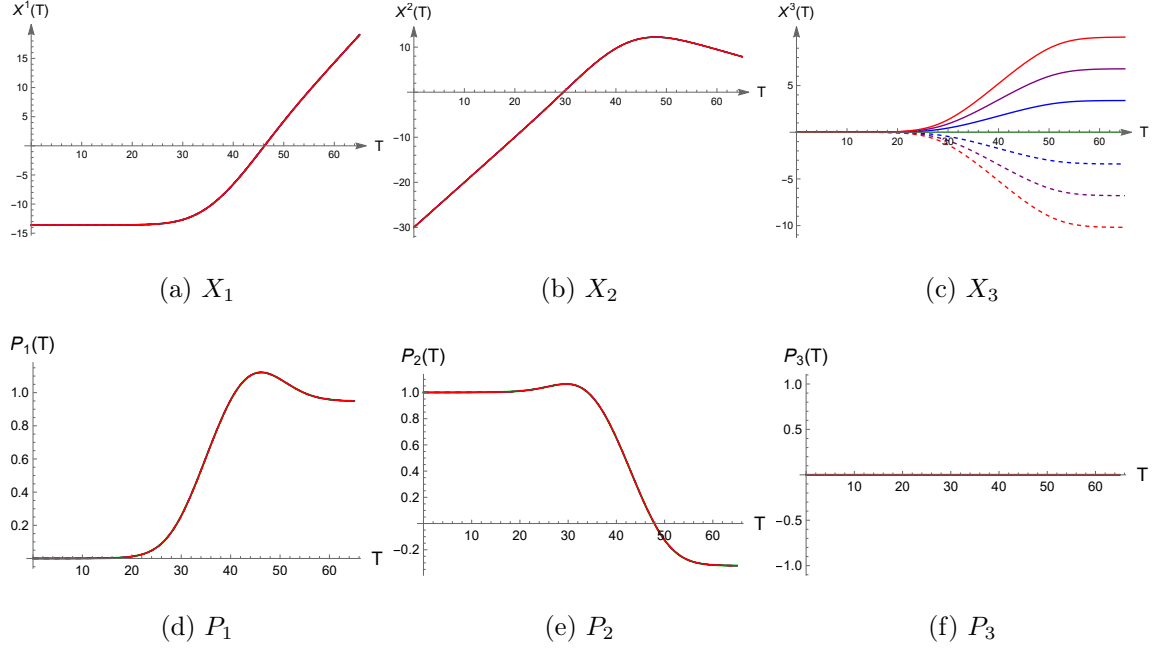 X¹(T)
15
10
5
10 20 30 40 50 60 T
−5
−10
−15
(a) X₁
X²(T)
10
10 20 30 40 50 60 T
−10
−20
−30
(b) X₂
X³(T)
5
10 20 30 40 50 60 T
−5
−10
(c) X₃
P₁(T)
1.0
0.8
0.6
0.4
0.2
10 20 30 40 50 60 T
(d) P₁
P₂(T)
1.0
0.8
0.6
0.4
0.2
10 20 30 40 50 60 T
−0.2
(e) P₂
P₃(T)
1.0
0.5
10 20 30 40 50 60 T
−0.5
−1.0
(f) P₃